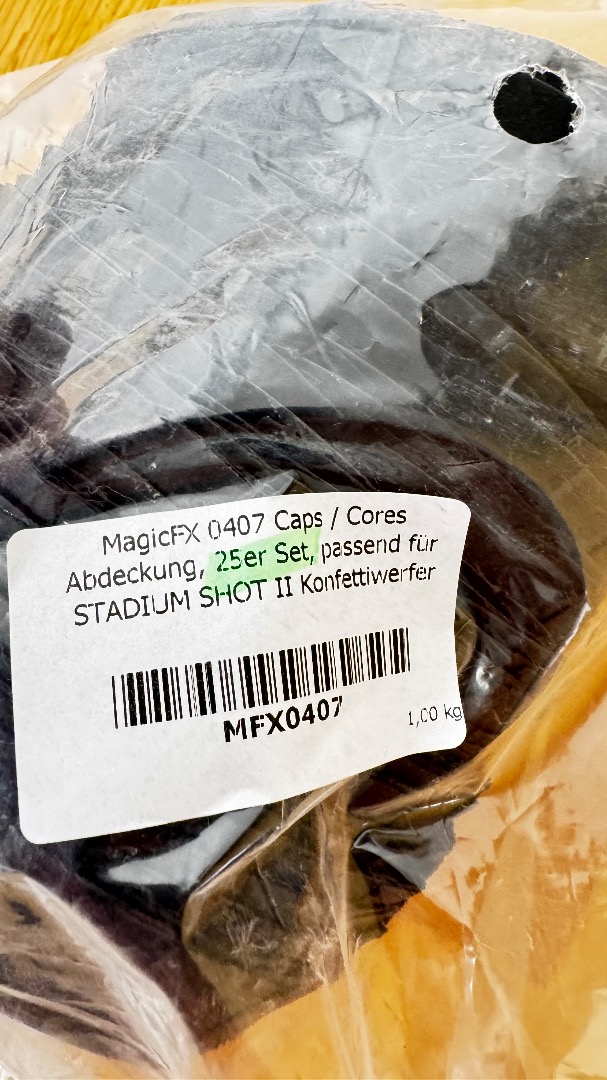 MagicFX 0407 Caps / Cores
Abdeckung, 25er Set, passend für
STADIUM SHOT II Konfettiwerfer
MFX0407
1,00 kg